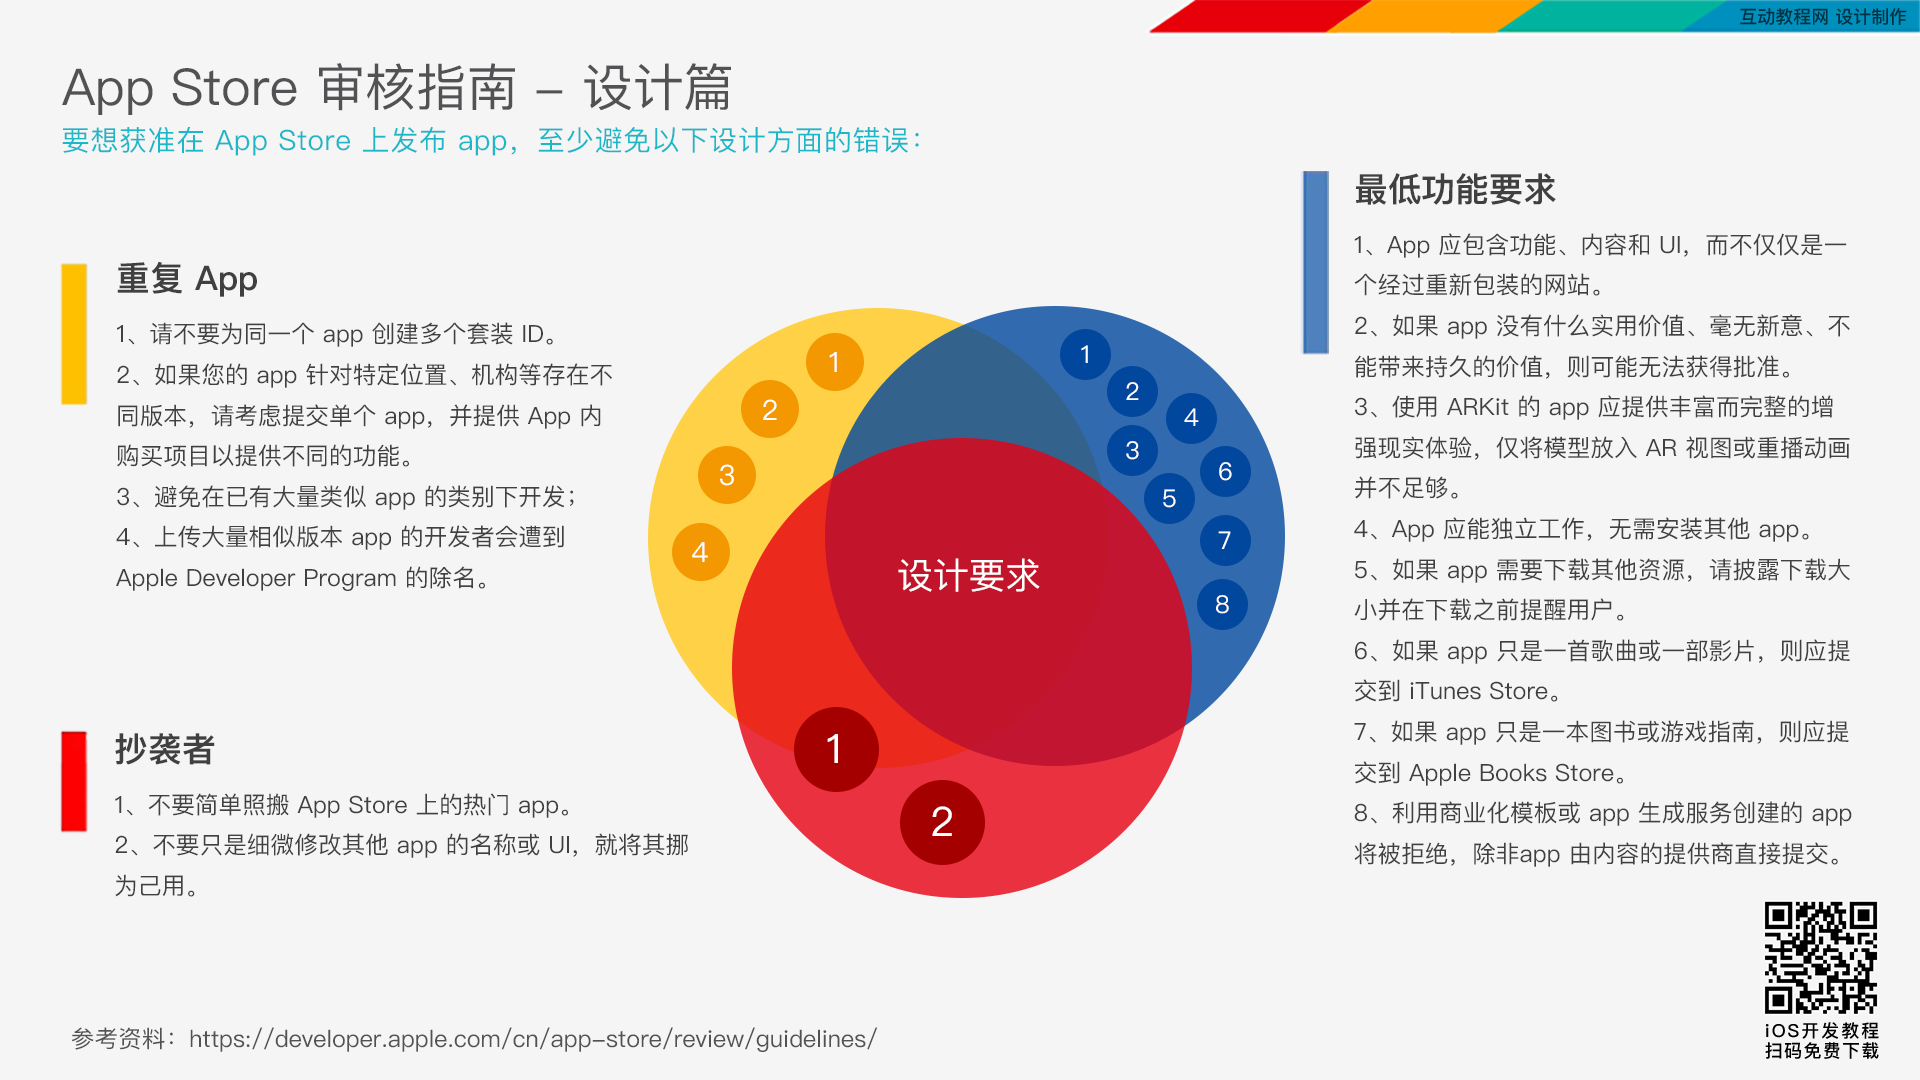 互动教程网 设计制作
App Store 审核指南 – 设计篇
要想获准在 App Store 上发布 app，至少避免以下设计方面的错误：
重复 App
1、请不要为同一个 app 创建多个套装 ID。
2、如果您的 app 针对特定位置、机构等存在不
同版本，请考虑提交单个 app，并提供 App 内
购买项目以提供不同的功能。
3、避免在已有大量类似 app 的类别下开发；
4、上传大量相似版本 app 的开发者会遭到
Apple Developer Program 的除名。
抄袭者
1、不要简单照搬 App Store 上的热门 app。
2、不要只是细微修改其他 app 的名称或 UI，就将其挪
为己用。
1
2
3
4
1
2
4
3
6
5
7
8
设计要求
1
2
最低功能要求
1、App 应包含功能、内容和 UI，而不仅仅是一
个经过重新包装的网站。
2、如果 app 没有什么实用价值、毫无新意、不
能带来持久的价值，则可能无法获得批准。
3、使用 ARKit 的 app 应提供丰富而完整的增
强现实体验，仅将模型放入 AR 视图或重播动画
并不足够。
4、App 应能独立工作，无需安装其他 app。
5、如果 app 需要下载其他资源，请披露下载大
小并在下载之前提醒用户。
6、如果 app 只是一首歌曲或一部影片，则应提
交到 iTunes Store。
7、如果 app 只是一本图书或游戏指南，则应提
交到 Apple Books Store。
8、利用商业化模板或 app 生成服务创建的 app
将被拒绝，除非app 由内容的提供商直接提交。
iOS开发教程
扫码免费下载
参考资料：https://developer.apple.com/cn/app-store/review/guidelines/